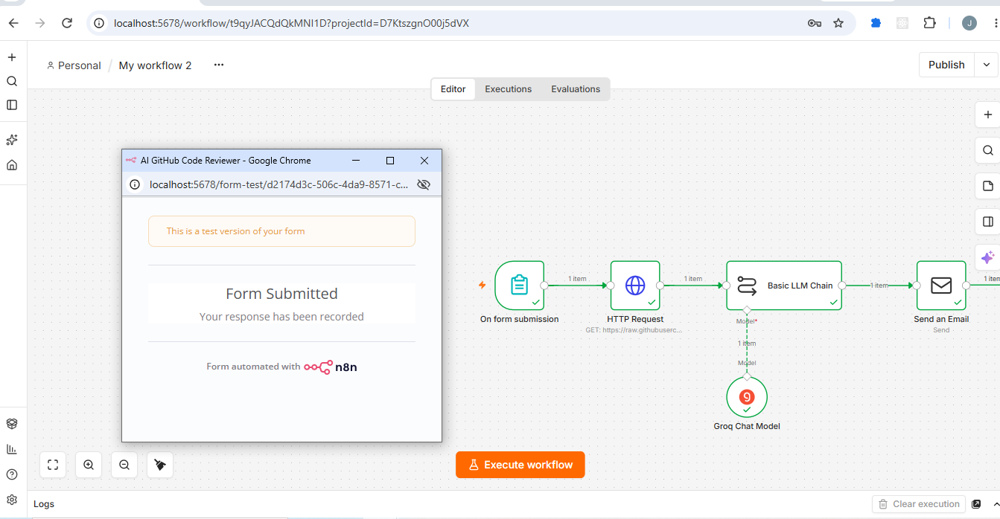 localhost:5678/workflow/t9qyJACQdQkMNI1D?projectId=D7KtszgnO00j5dVX
J
Personal / My workflow 2 ...
Publish
Editor Executions Evaluations
AI GitHub Code Reviewer - Google Chrome
localhost:5678/form-test/d2174d3c-506c-4da9-8571-c...
This is a test version of your form
Form Submitted
Your response has been recorded
Form automated with n8n
1 item
1 item
1 item
1 item
Basic LLM Chain
On form submission
HTTP Request
GET: https://raw.githubuserc...
Send an Email
Send
Model*
1 item
Model
Groq Chat Model
Execute workflow
Logs
Clear execution